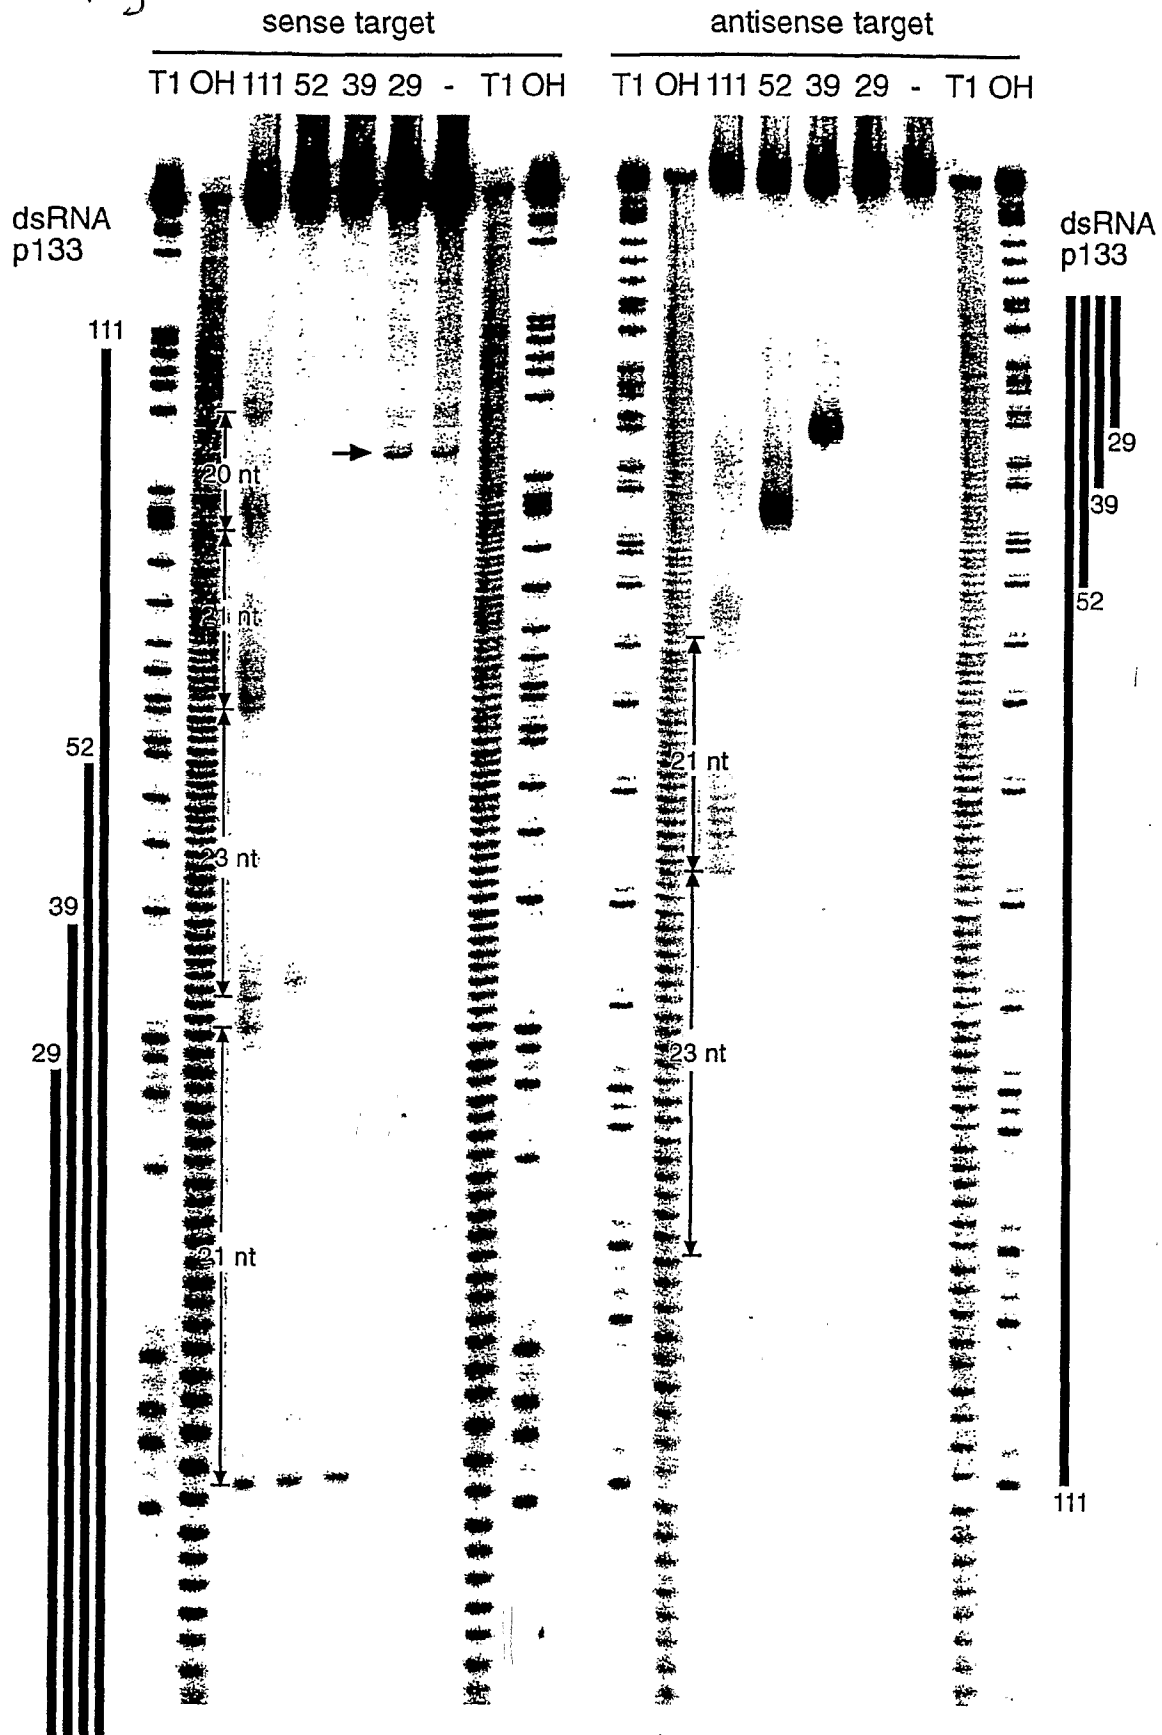 sense target
antisense target
T1 OH 111 52 39 29 - T1 OH
T1 OH 111 52 39 29 - T1 OH
dsRNA
p133
dsRNA
p133
111
29
20 nt
39
52
21 nt
52
21 nt
23 nt
39
29
23 nt
21 nt
111